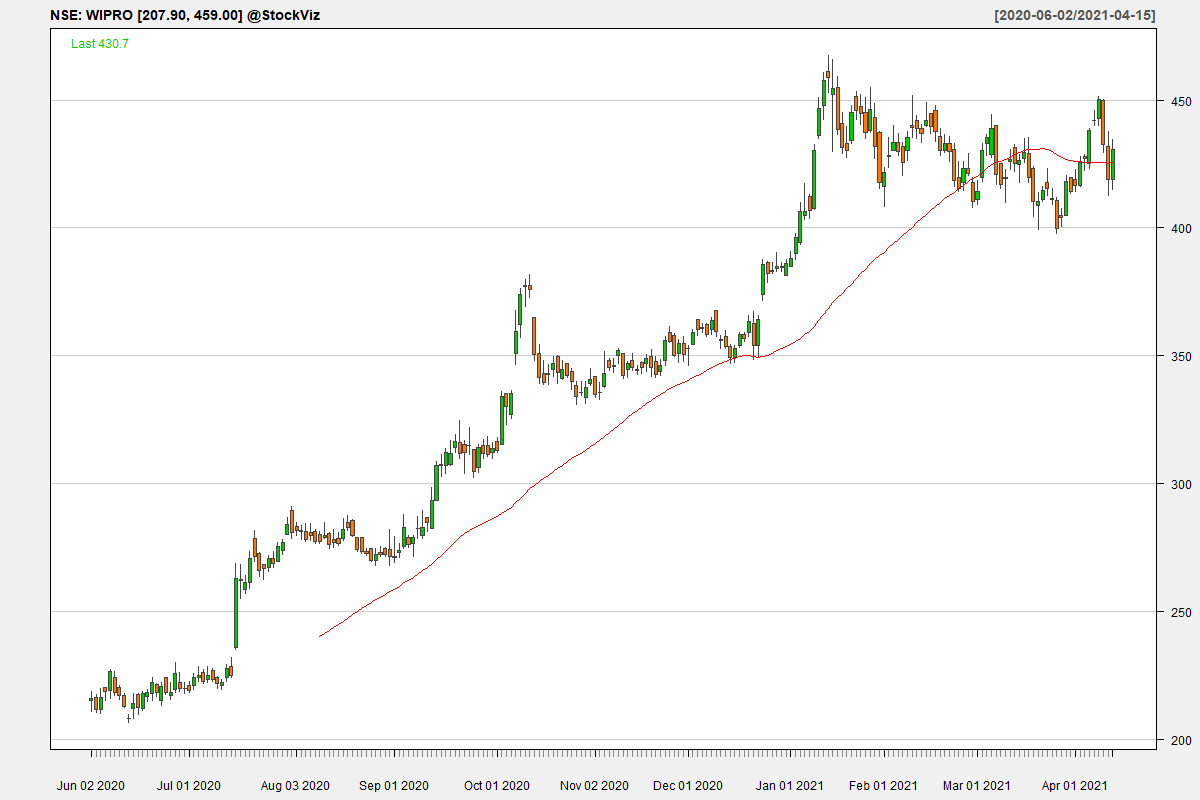 NSE: WIPRO [207.90, 459.00] @StockViz
[2020-06-02/2021-04-15]
Last 430.7
450
400
350
300
250
200
Jun 02 2020
Jul 01 2020
Aug 03 2020
Sep 01 2020
Oct 01 2020
Nov 02 2020
Dec 01 2020
Jan 01 2021
Feb 01 2021
Mar 01 2021
Apr 01 2021